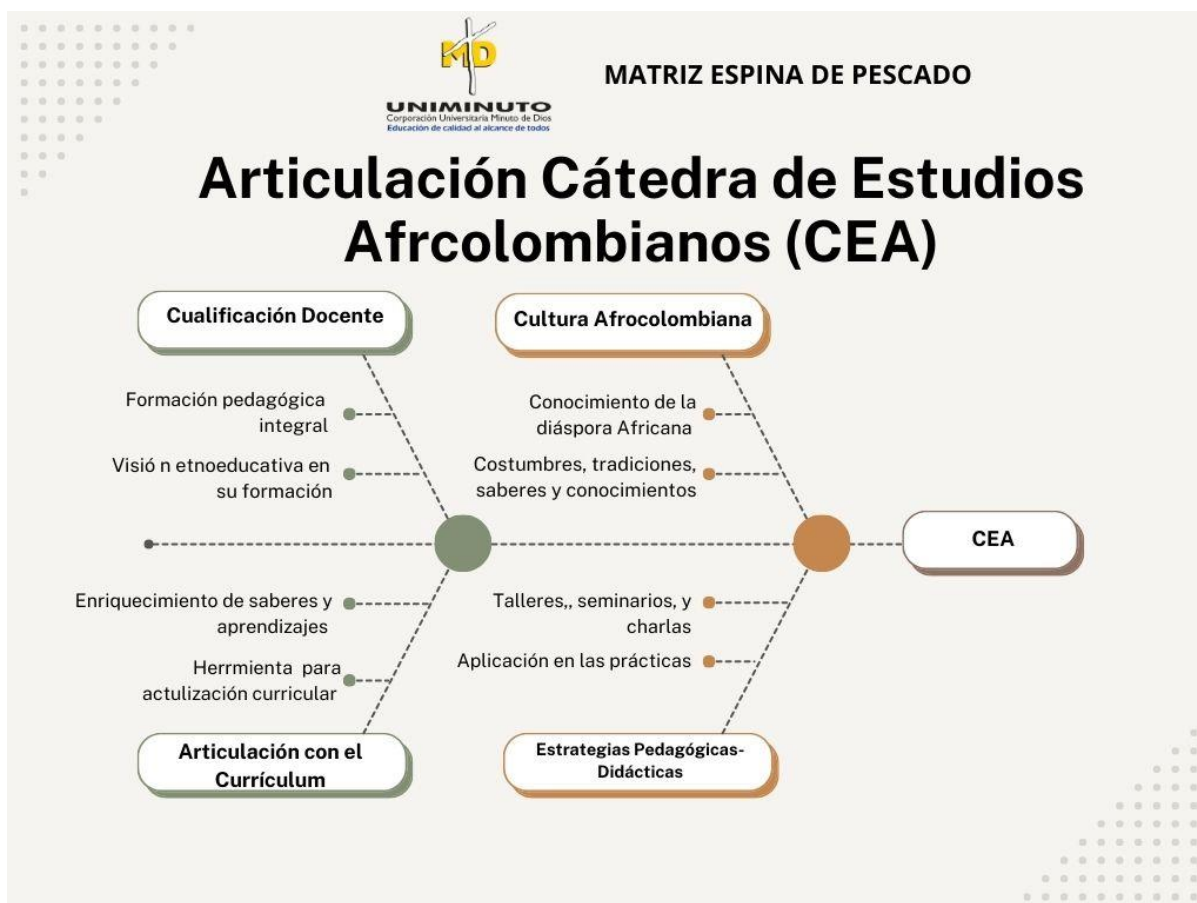 MD
UNIMINUTO
Corporación Universitaria Minuto de Dios
Educación de calidad al alcance de todos
MATRIZ ESPINA DE PESCADO
Articulación Cátedra de Estudios
Afrcolombianos (CEA)
Cualificación Docente
Formación pedagógica
integral
Visió n etnoeducativa en
su formación
Cultura Afrocolombiana
Conocimiento de la
diáspora Africana
Costumbres, tradiciones,
saberes y conocimientos
CEA
Enriquecimiento de saberes y
aprendizajes
Herrmienta para
actulización curricular
Articulación con el
Currículum
Talleres,, seminarios, y
charlas
Aplicación en las prácticas
Estrategias Pedagógicas-
Didácticas